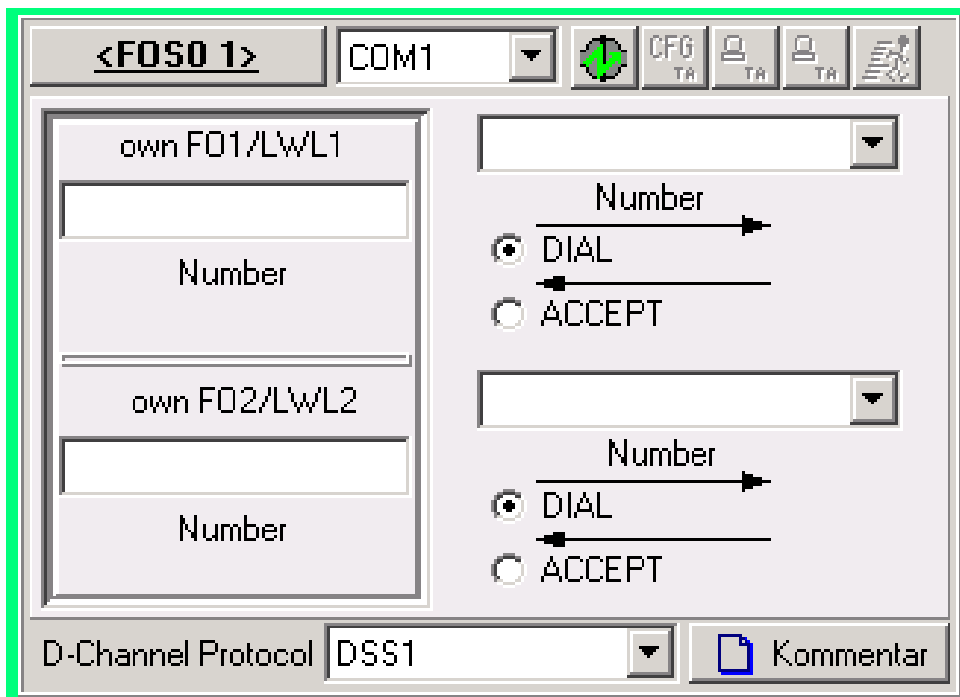 <FOS0 1> COM1 CFG TA TA TA
own FO1/LWL1
Number
Number
DIAL
ACCEPT
own FO2/LWL2
Number
Number
DIAL
ACCEPT
D-Channel Protocol DSS1 Kommentar